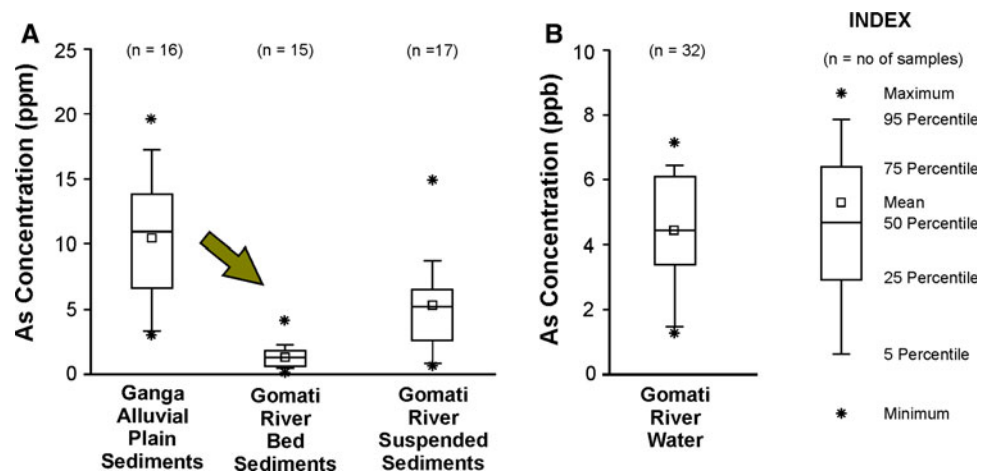 A
(n = 16)
(n = 15)
(n =17)
As Concentration (ppm)
25
20
15
10
5
0
Ganga
Alluvial
Plain
Sediments
Gomati
River
Bed
Sediments
Gomati
River
Suspended
Sediments
B
(n = 32)
As Concentration (ppb)
10
8
6
4
2
0
Gomati
River
Water
INDEX
(n = no of samples)
Maximum
95 Percentile
75 Percentile
Mean
50 Percentile
25 Percentile
5 Percentile
Minimum